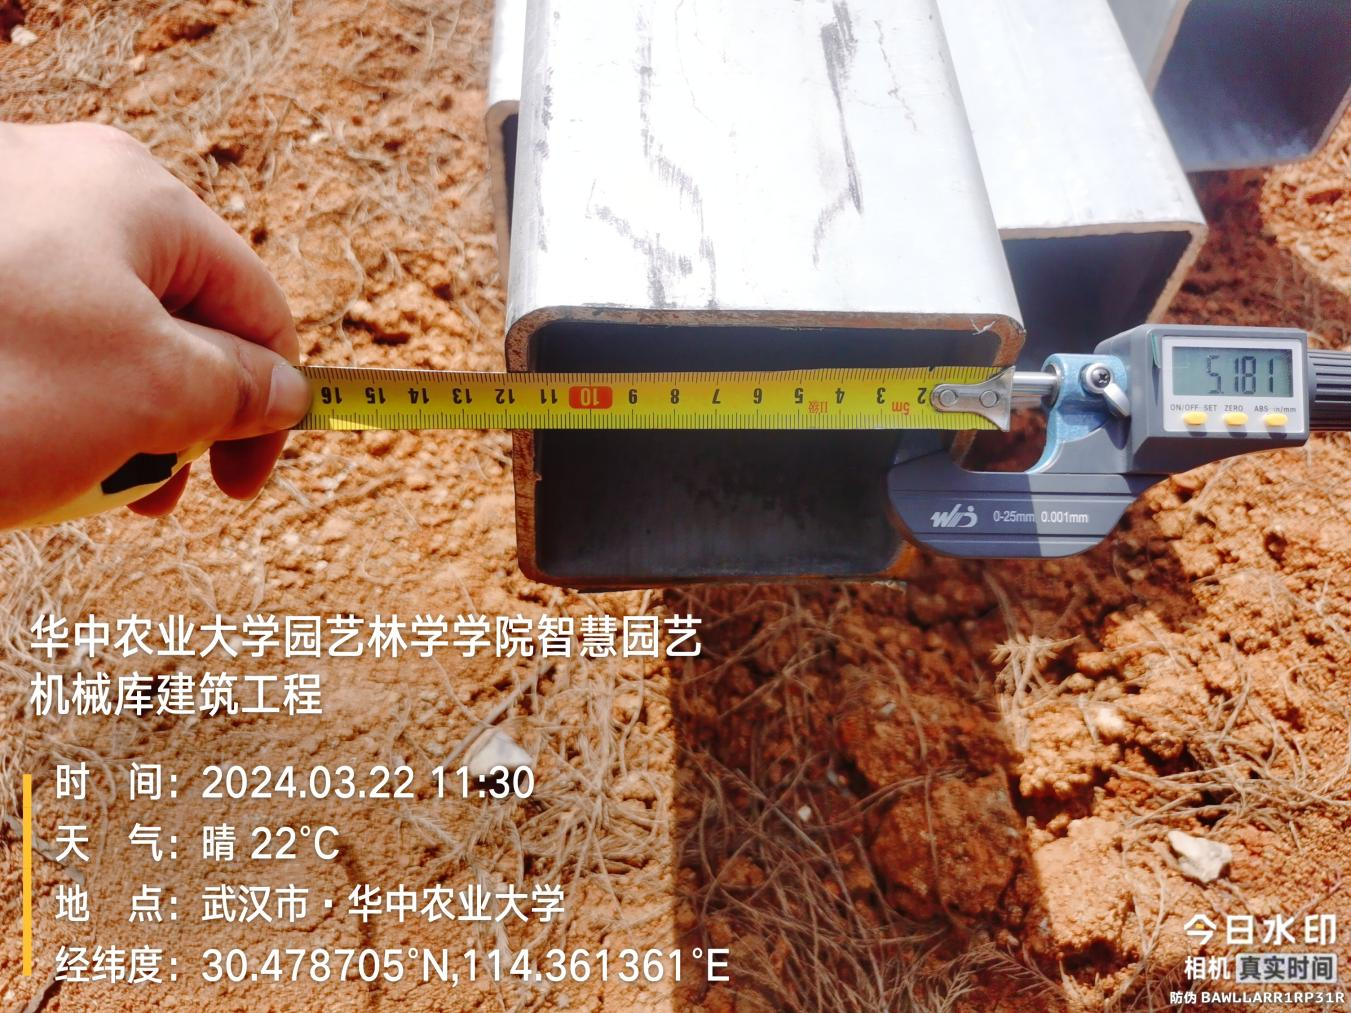 16 15 14 13 12 11 10 9 8 7 6 5 4 3 2
5m
5.181
ON/OFF SET ZERO ABS in/mm
0-25mm 0.001mm
华中农业大学园艺林学学院智慧园艺
机械库建筑工程
时 间：2024.03.22 11:30
天 气：晴 22°C
地 点：武汉市·华中农业大学
经纬度：30.478705°N,114.361361°E
今日水印
相机 真实时间
防伪 BAWLLARR1RP31R